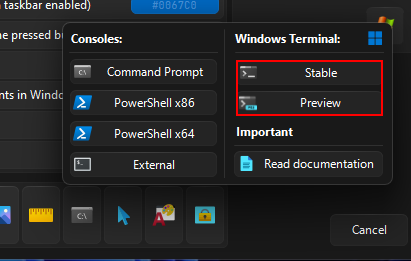 taskbar enabled)
#0067C0
he pressed bu
nts in Windo
Consoles:
Command Prompt
PowerShell x86
PowerShell x64
External
Windows Terminal:
Stable
Preview
Important
Read documentation
Cancel